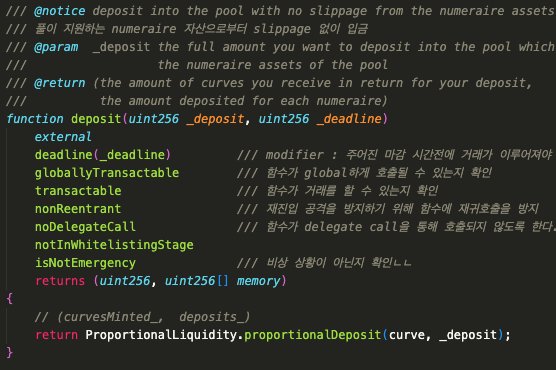 /// @notice deposit into the pool with no slippage from the numeraire assets
/// 풀이 지원하는 numeraire 자산으로부터 slippage 없이 입금
/// @param  _deposit the full amount you want to deposit into the pool which
///                  the numeraire assets of the pool
/// @return (the amount of curves you receive in return for your deposit,
///          the amount deposited for each numeraire)
function deposit(uint256 _deposit, uint256 _deadline)
    external
    deadline(_deadline)         /// modifier : 주어진 마감 시간전에 거래가 이루어져야
    globallyTransactable        /// 함수가 global하게 호출될 수 있는지 확인
    transactable                /// 함수가 거래를 할 수 있는지 확인
    nonReentrant                /// 재진입 공격을 방지하기 위해 함수에 재귀호출을 방지
    noDelegateCall              /// 함수가 delegate call을 통해 호출되지 않도록 한다.
    notInWhitelistingStage
    isNotEmergency              /// 비상 상황이 아닌지 확인ㄴㄴ
    returns (uint256, uint256[] memory)
{
    // (curvesMinted_,  deposits_)
    return ProportionalLiquidity.proportionalDeposit(curve, _deposit);
}